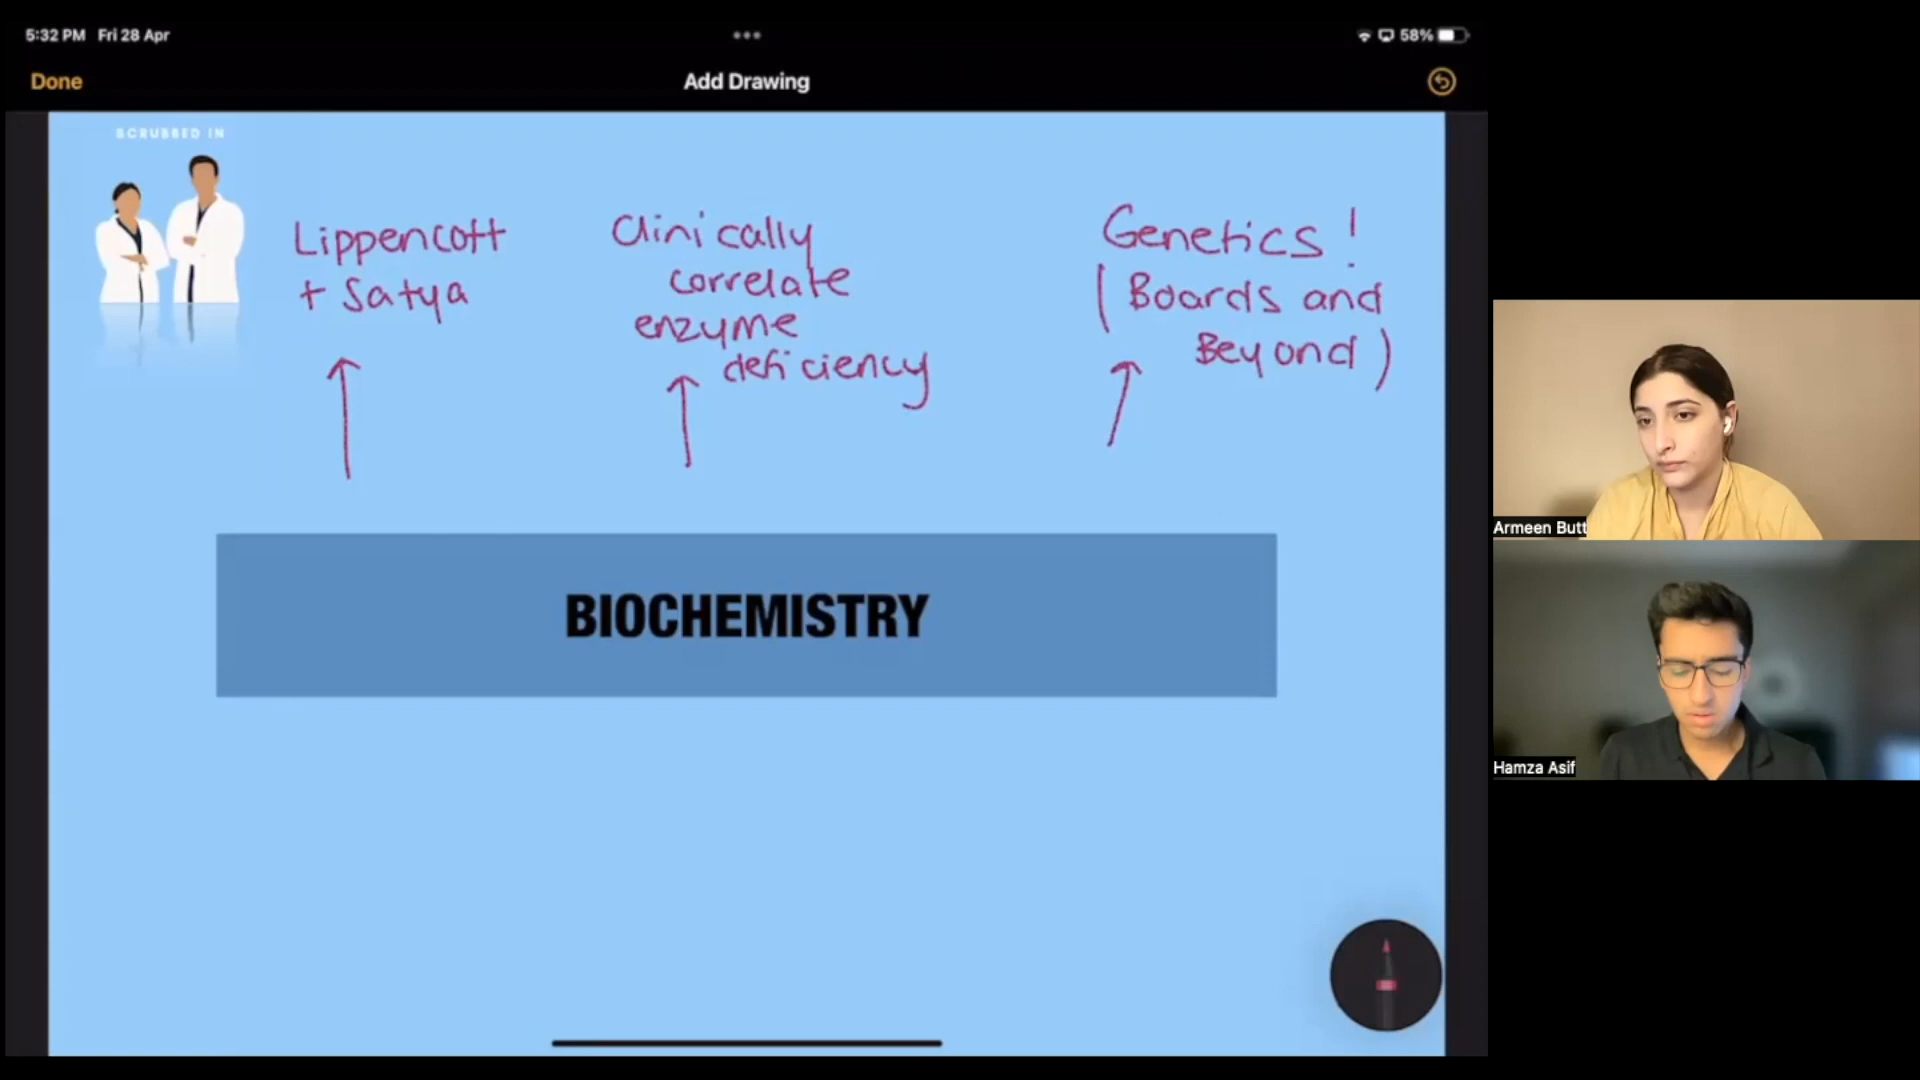 5:32 PM Fri 28 Apr
58%
Done
Add Drawing
SCRUBBED IN
Lippencott
+ Satya
Clinically
correlate
enzyme
deficiency
Genetics!
(Boards and
Beyond)
BIOCHEMISTRY
Armeen Butt
Hamza Asif